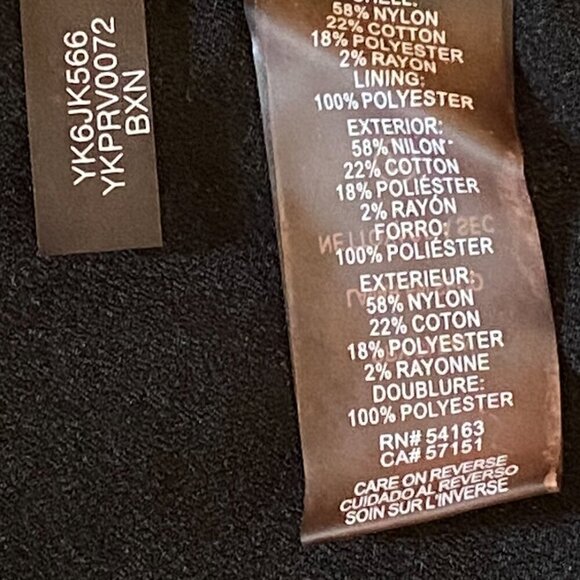 YK6JK566
YKPRV0072
BXN
SHELL:
58% NYLON
22% COTTON
18% POLYESTER
2% RAYON
LINING:
100% POLYESTER
EXTERIOR:
58% NILON
22% COTTON
18% POLIÉSTER
2% RAYÓN
FORRO:
100% POLIÉSTER
EXTERIEUR:
58% NYLON
22% COTON
18% POLYESTER
2% RAYONNE
DOUBLURE:
100% POLYESTER
RN# 54163
CA# 57151
CARE ON REVERSE
CUIDADO AL REVERSO
SOIN SUR L'INVERSE